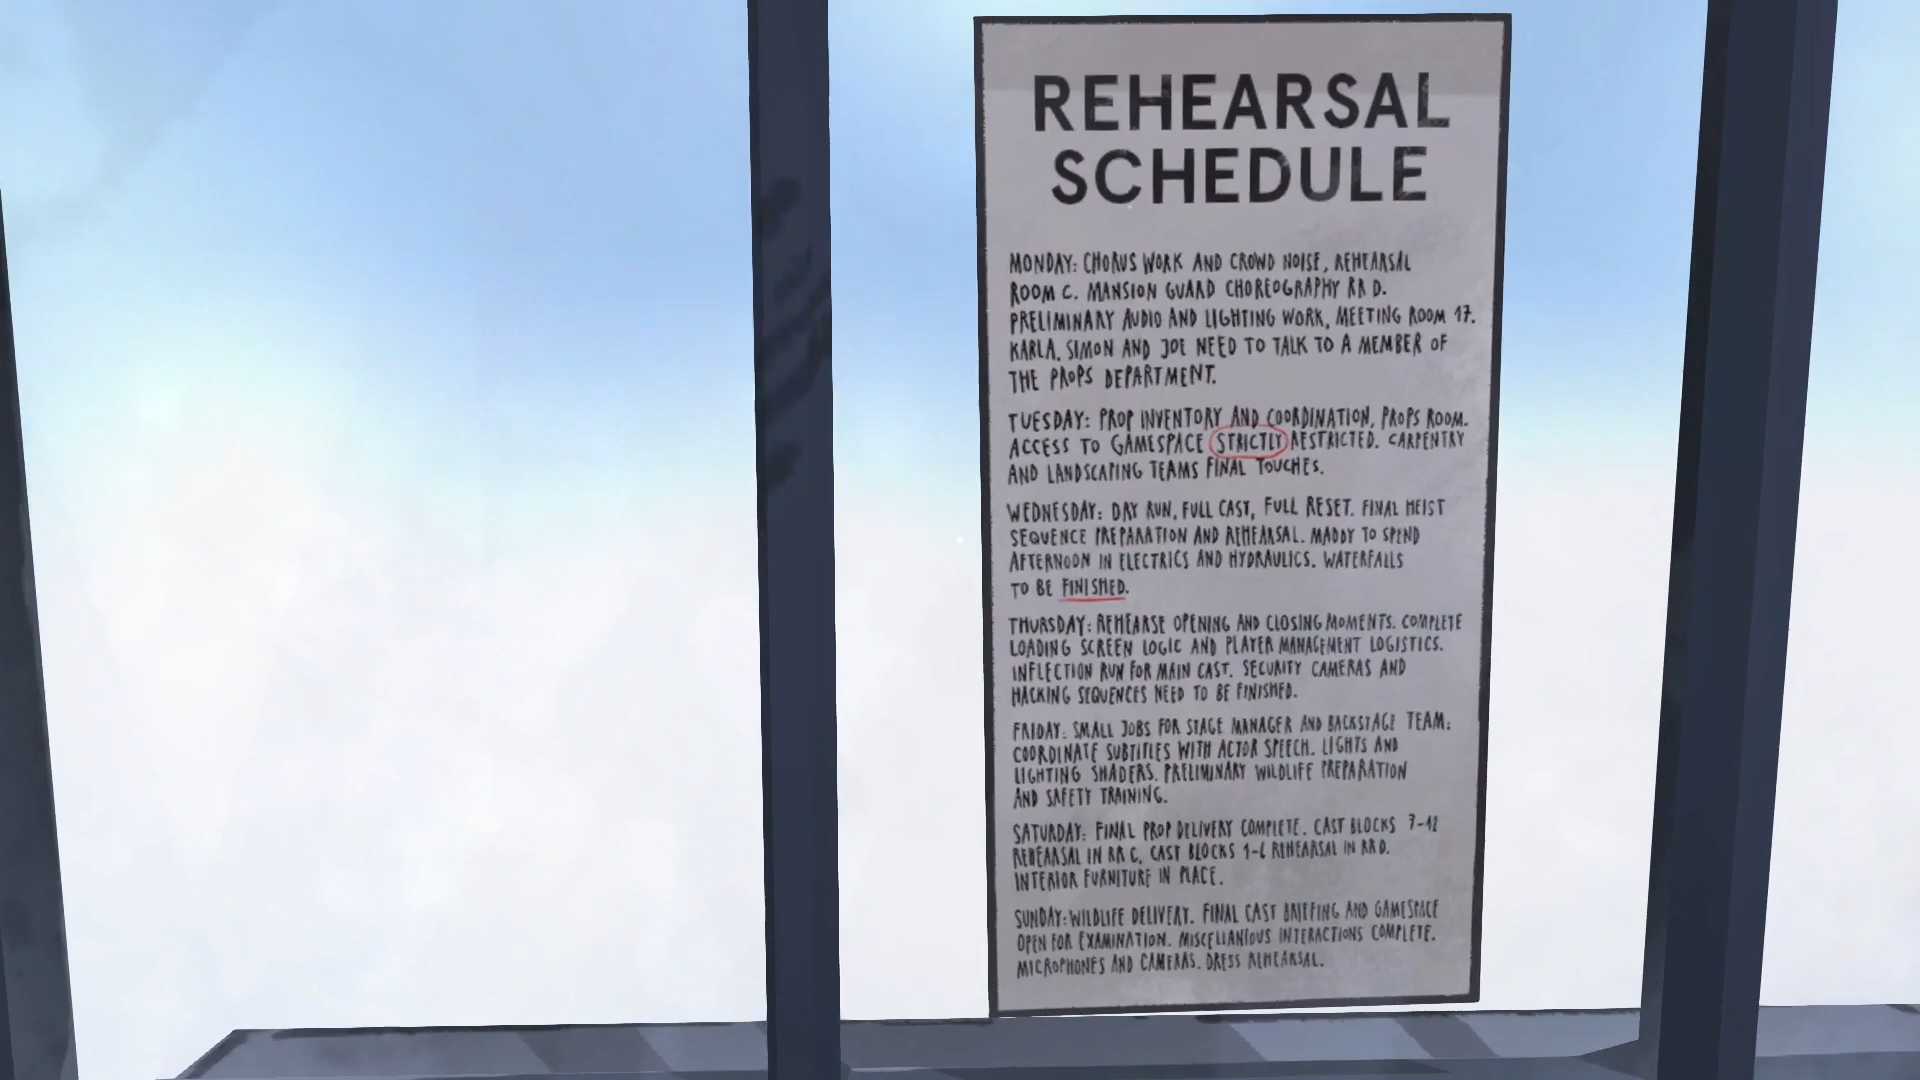 REHEARSAL
SCHEDULE
MONDAY: CHORUS WORK AND CROWD NOISE, REHEARSAL
ROOM C. MANSION GUARD CHOREOGRAPHY RR D.
PRELIMINARY AUDIO AND LIGHTING WORK, MEETING ROOM 17.
KARLA, SIMON AND JOE NEED TO TALK TO A MEMBER OF
THE PROPS DEPARTMENT.
TUESDAY: PROP INVENTORY AND COORDINATION, PROPS ROOM.
ACCESS TO GAMESPACE STRICTLY RESTRICTED. CARPENTRY
AND LANDSCAPING TEAMS FINAL TOUCHES.
WEDNESDAY: DRY RUN, FULL CAST, FULL RESET. FINAL HEIST
SEQUENCE PREPARATION AND REHEARSAL. MADDY TO SPEND
AFTERNOON IN ELECTRICS AND HYDRAULICS. WATERFALLS
TO BE FINISHED.
THURSDAY: REHEARSE OPENING AND CLOSING MOMENTS. COMPLETE
LOADING SCREEN LOGIC AND PLAYER MANAGEMENT LOGISTICS.
INFLECTION RUN FOR MAIN CAST. SECURITY CAMERAS AND
HACKING SEQUENCES NEED TO BE FINISHED.
FRIDAY: SMALL JOBS FOR STAGE MANAGER AND BACKSTAGE TEAM:
COORDINATE SUBTITLES WITH ACTOR SPEECH. LIGHTS AND
LIGHTING SHADERS. PRELIMINARY WILDLIFE PREPARATION
AND SAFETY TRAINING.
SATURDAY: FINAL PROP DELIVERY COMPLETE. CAST BLOCKS 7-12
REHEARSAL IN RR C, CAST BLOCKS 1-6 REHEARSAL IN RR D.
INTERIOR FURNITURE IN PLACE.
SUNDAY: WILDLIFE DELIVERY. FINAL CAST BRIEFING AND GAMESPACE
OPEN FOR EXAMINATION. MISCELLANIOUS INTERACTIONS COMPLETE.
MICROPHONES AND CAMERAS. DRESS REHEARSAL.